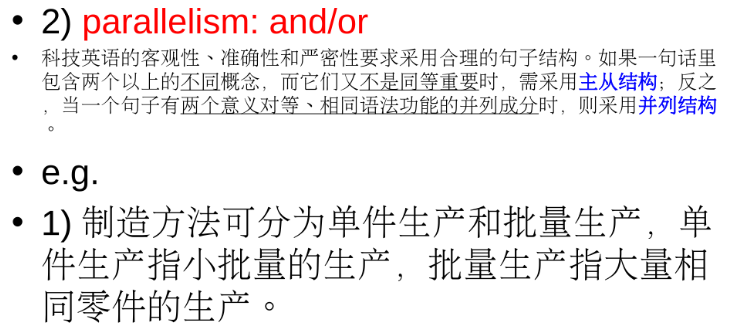 • 2) parallelism: and/or
• 科技英语的客观性、准确性和严密性要求采用合理的句子结构。如果一句话里
包含两个以上的不同概念，而它们又不是同等重要时，需采用主从结构；反之
，当一个句子有两个意义对等、相同语法功能的并列成分时，则采用并列结构
。
• e.g.
• 1) 制造方法可分为单件生产和批量生产，单
件生产指小批量的生产，批量生产指大量相
同零件的生产。